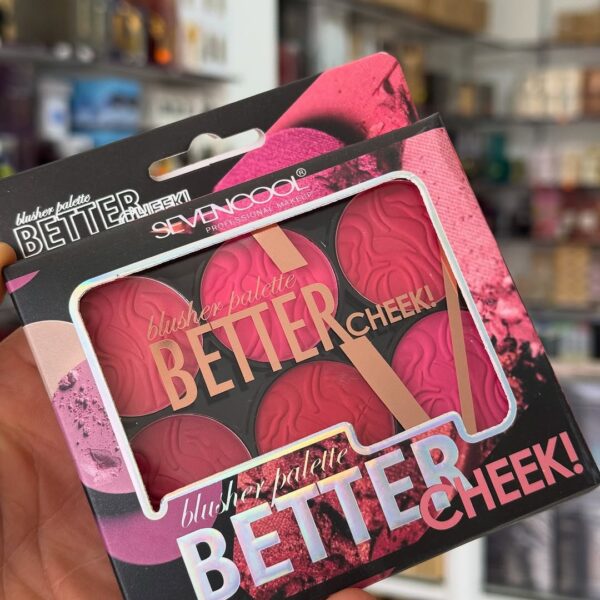 blusher palette
BETTER CHEEK!
SEVENCOOL®
PROFESSIONAL MAKEUP
blusher palette
BETTER CHEEK!
blusher palette
BETTER CHEEK!